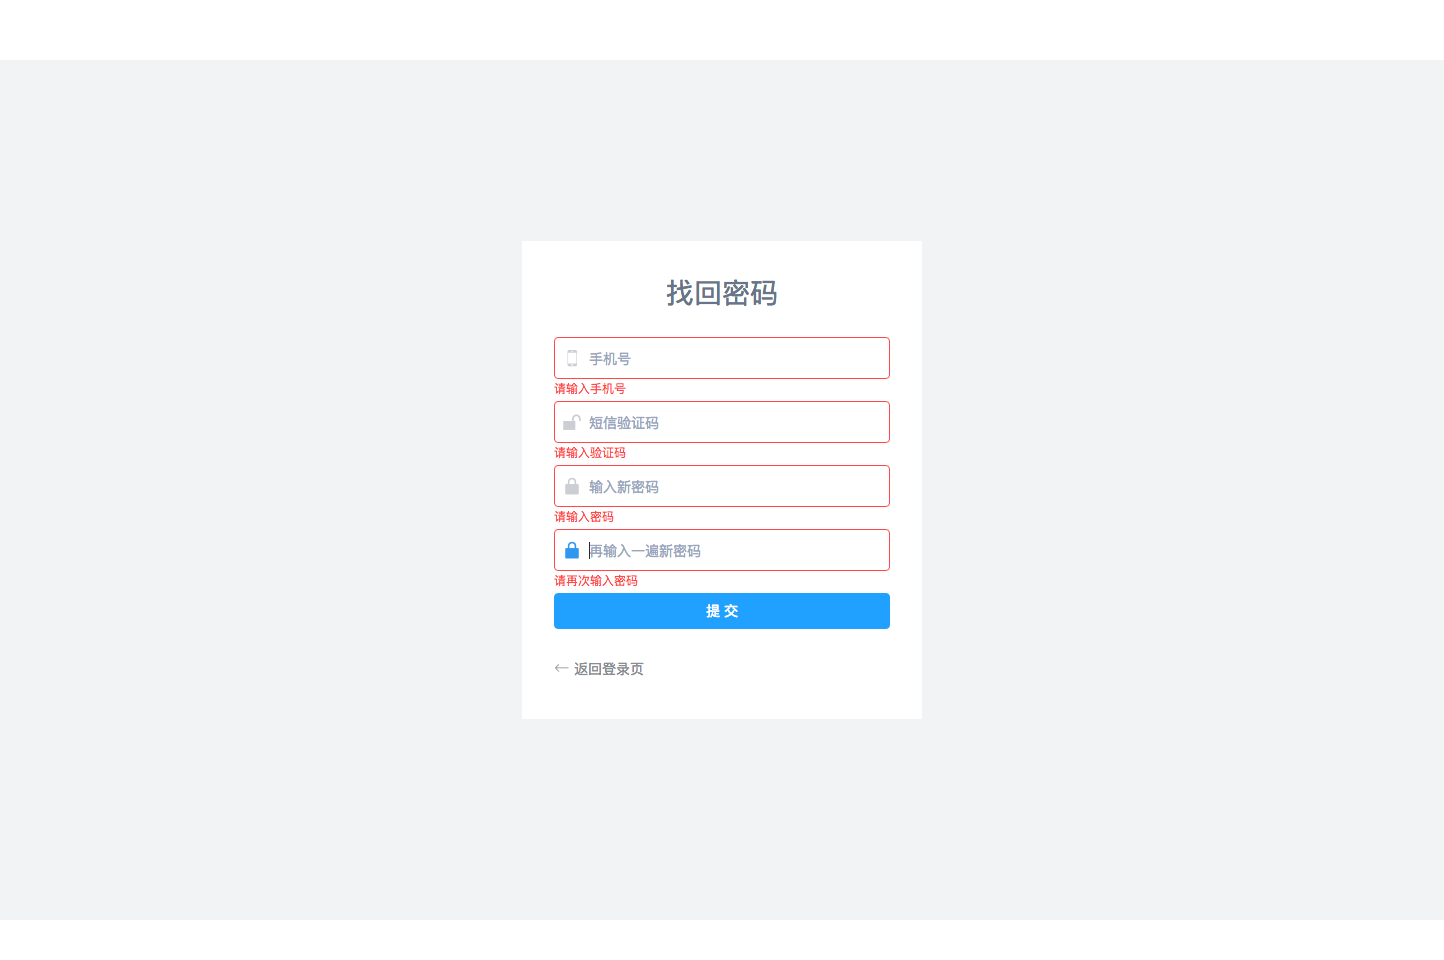 找回密码
手机号
请输入手机号
短信验证码
请输入验证码
输入新密码
请输入密码
再输入一遍新密码
请再次输入密码
提 交
返回登录页